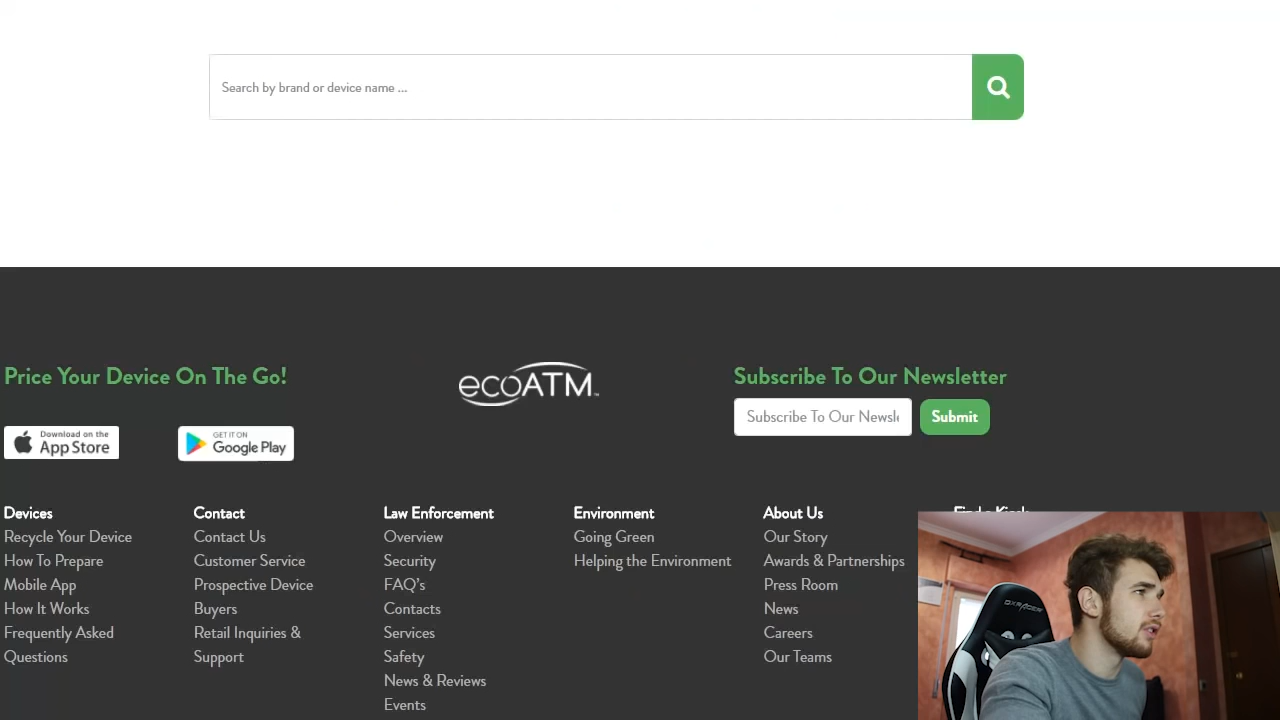 Search by brand or device name ...
Price Your Device On The Go!
ecoATM™
Subscribe To Our Newsletter
Subscribe To Our Newsl
Submit
Download on the
App Store
GET IT ON
Google Play
Devices
Recycle Your Device
How To Prepare
Mobile App
How It Works
Frequently Asked
Questions
Contact
Contact Us
Customer Service
Prospective Device
Buyers
Retail Inquiries &
Support
Law Enforcement
Overview
Security
FAQ's
Contacts
Services
Safety
News & Reviews
Events
Environment
Going Green
Helping the Environment
About Us
Our Story
Awards & Partnerships
Press Room
News
Careers
Our Teams